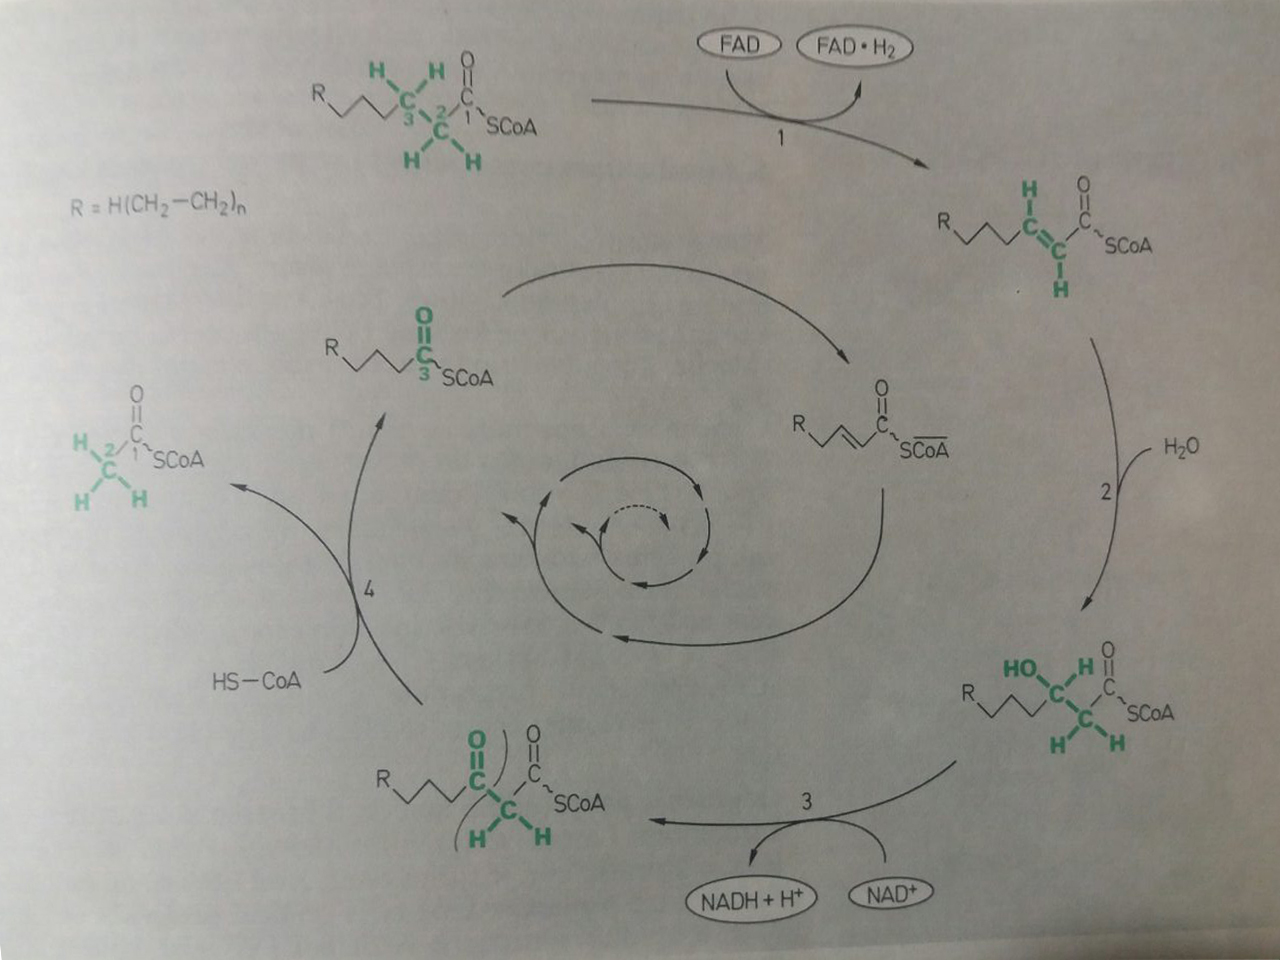 FAD
FAD·H₂
H H O
R C C
3 2 1
C SCoA
H H
1
R = H(CH₂—CH₂)ₙ
H O
R C C
C SCoA
H
O
R C
3 SCoA
O
H 2 C
C 1 SCoA
H H
O
R C
SCoA
H₂O
2
4
HS—CoA
HO H O
R C C
C SCoA
H H
O O
R C C
C SCoA
H H
3
NADH + H⁺
NAD⁺